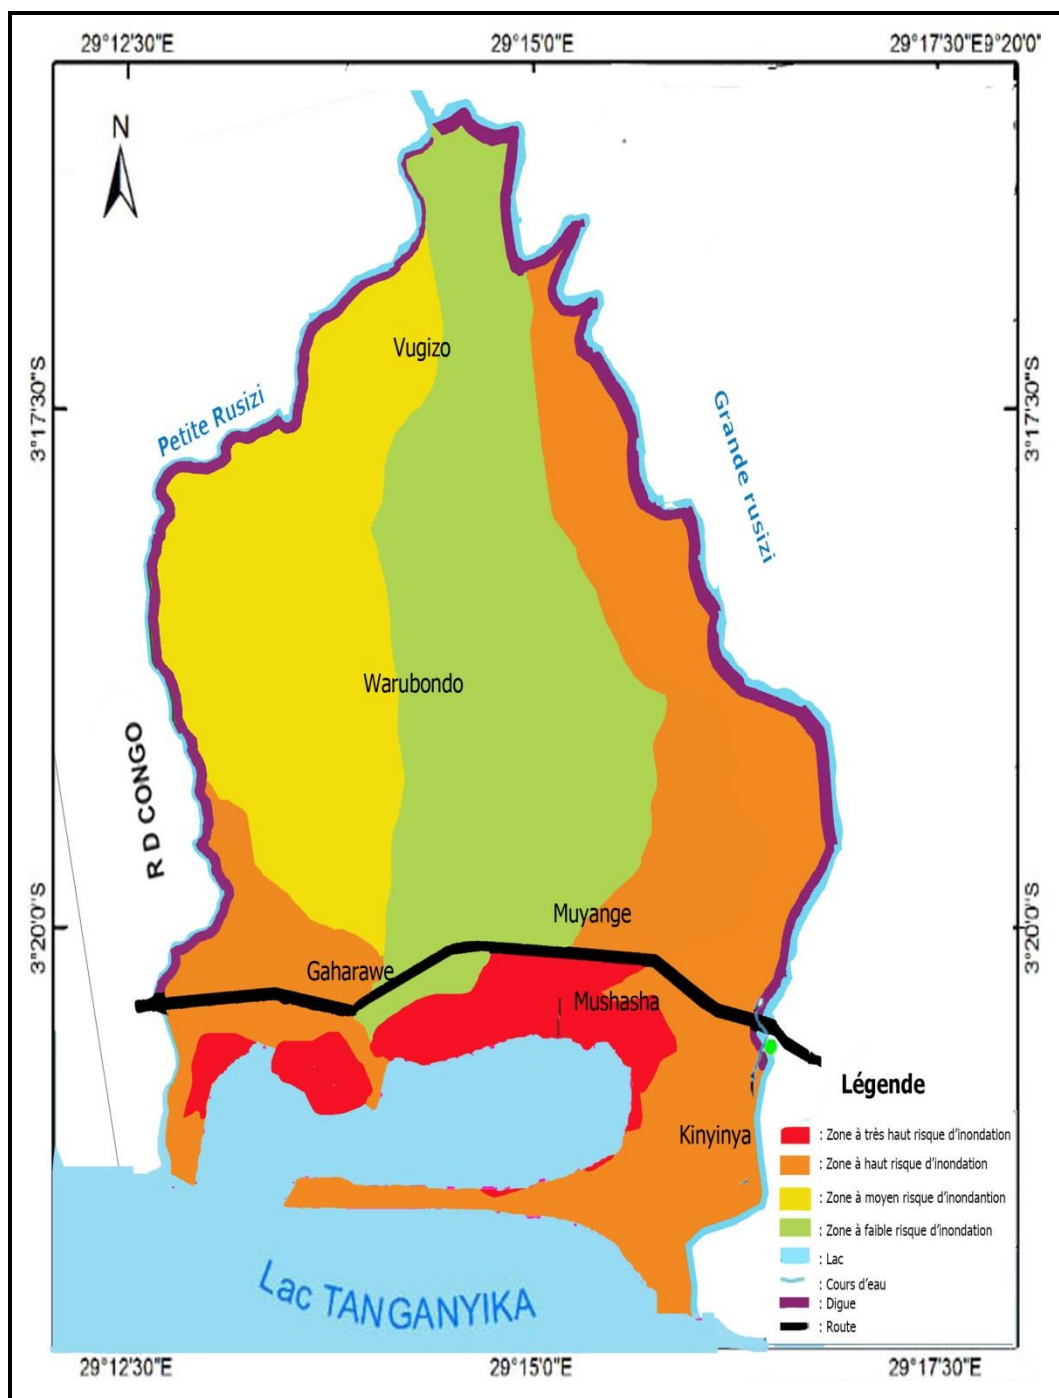 29°12'30"E 29°15'0"E 29°17'30"E9°20'0"
N
Vugizo
3°17'30"S
Petite Rusizi
Grande rusizi
3°17'30"S
Warubondo
R D CONGO
Muyange
3°20'0"S
3°20'0"S
Gaharawe
Mushasha
Légende
Kinyinya
: Zone à très haut risque d'inondation
: Zone à haut risque d'inondation
: Zone à moyen risque d'inondantion
: Zone à faible risque d'inondation
: Lac
: Cours d'eau
: Digue
: Route
Lac TANGANYIKA
29°12'30"E 29°15'0"E 29°17'30"E